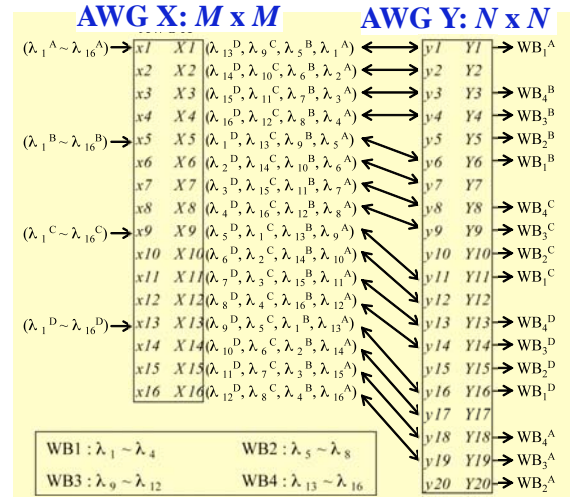 AWG X: M x M AWG Y: N x N
(λ₁ᴬ ~ λ₁₆ᴬ) x1 X1 (λ₁₃ᴰ, λ₉ᶜ, λ₅ᴮ, λ₁ᴬ) y1 Y1 WB₁ᴬ
x2 X2 (λ₁₄ᴰ, λ₁₀ᶜ, λ₆ᴮ, λ₂ᴬ) y2 Y2
x3 X3 (λ₁₅ᴰ, λ₁₁ᶜ, λ₇ᴮ, λ₃ᴬ) y3 Y3 WB₄ᴮ
x4 X4 (λ₁₆ᴰ, λ₁₂ᶜ, λ₈ᴮ, λ₄ᴬ) y4 Y4 WB₃ᴮ
(λ₁ᴮ ~ λ₁₆ᴮ) x5 X5 (λ₁ᴰ, λ₁₃ᶜ, λ₉ᴮ, λ₅ᴬ) y5 Y5 WB₂ᴮ
x6 X6 (λ₂ᴰ, λ₁₄ᶜ, λ₁₀ᴮ, λ₆ᴬ) y6 Y6 WB₁ᴮ
x7 X7 (λ₃ᴰ, λ₁₅ᶜ, λ₁₁ᴮ, λ₇ᴬ) y7 Y7
x8 X8 (λ₄ᴰ, λ₁₆ᶜ, λ₁₂ᴮ, λ₈ᴬ) y8 Y8 WB₄ᶜ
(λ₁ᶜ ~ λ₁₆ᶜ) x9 X9 (λ₅ᴰ, λ₁ᶜ, λ₁₃ᴮ, λ₉ᴬ) y9 Y9 WB₃ᶜ
x10 X10 (λ₆ᴰ, λ₂ᶜ, λ₁₄ᴮ, λ₁₀ᴬ) y10 Y10 WB₂ᶜ
x11 X11 (λ₇ᴰ, λ₃ᶜ, λ₁₅ᴮ, λ₁₁ᴬ) y11 Y11 WB₁ᶜ
x12 X12 (λ₈ᴰ, λ₄ᶜ, λ₁₆ᴮ, λ₁₂ᴬ) y12 Y12
(λ₁ᴰ ~ λ₁₆ᴰ) x13 X13 (λ₉ᴰ, λ₅ᶜ, λ₁ᴮ, λ₁₃ᴬ) y13 Y13 WB₄ᴰ
x14 X14 (λ₁₀ᴰ, λ₆ᶜ, λ₂ᴮ, λ₁₄ᴬ) y14 Y14 WB₃ᴰ
x15 X15 (λ₁₁ᴰ, λ₇ᶜ, λ₃ᴮ, λ₁₅ᴬ) y15 Y15 WB₂ᴰ
x16 X16 (λ₁₂ᴰ, λ₈ᶜ, λ₄ᴮ, λ₁₆ᴬ) y16 Y16 WB₁ᴰ
y17 Y17
y18 Y18 WB₄ᴬ
y19 Y19 WB₃ᴬ
y20 Y20 WB₂ᴬ
WB1 : λ₁ ~ λ₄ WB2 : λ₅ ~ λ₈
WB3 : λ₉ ~ λ₁₂ WB4 : λ₁₃ ~ λ₁₆